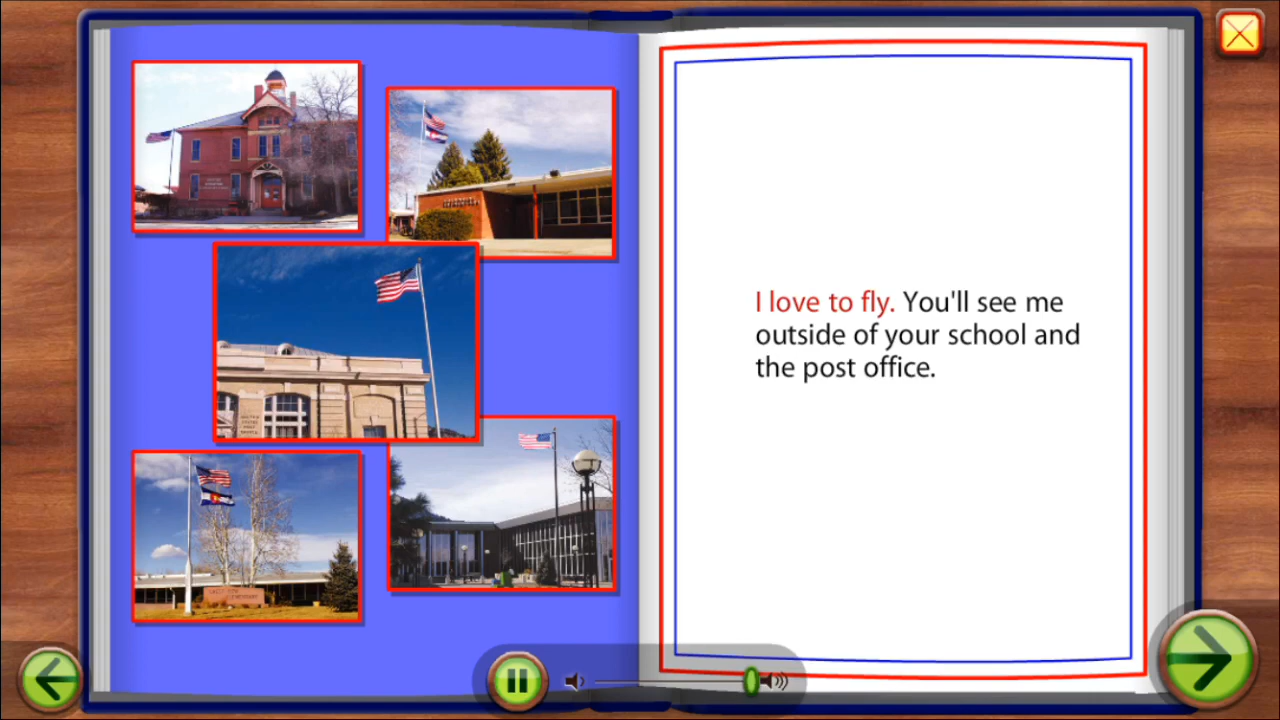 I love to fly. You'll see me
outside of your school and
the post office.